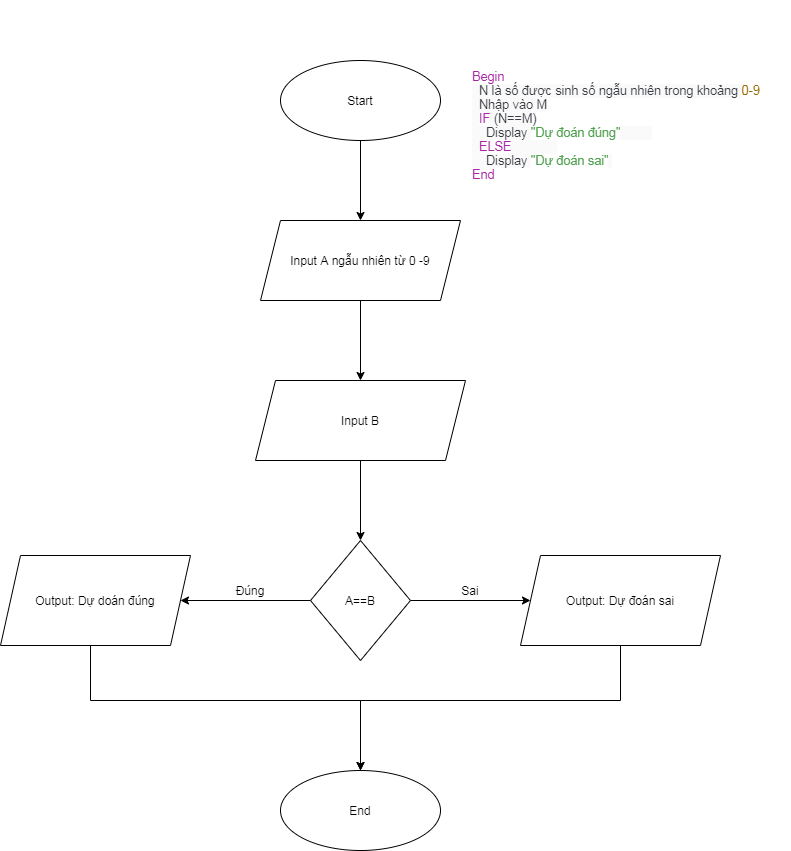 Start
Begin
N là số được sinh số ngẫu nhiên trong khoảng 0-9
Nhập vào M
IF (N==M)
Display "Dự đoán đúng"
ELSE
Display "Dự đoán sai"
End
Input A ngẫu nhiên từ 0 -9
Input B
Đúng
Sai
Output: Dự doán đúng
A==B
Output: Dự đoán sai
End